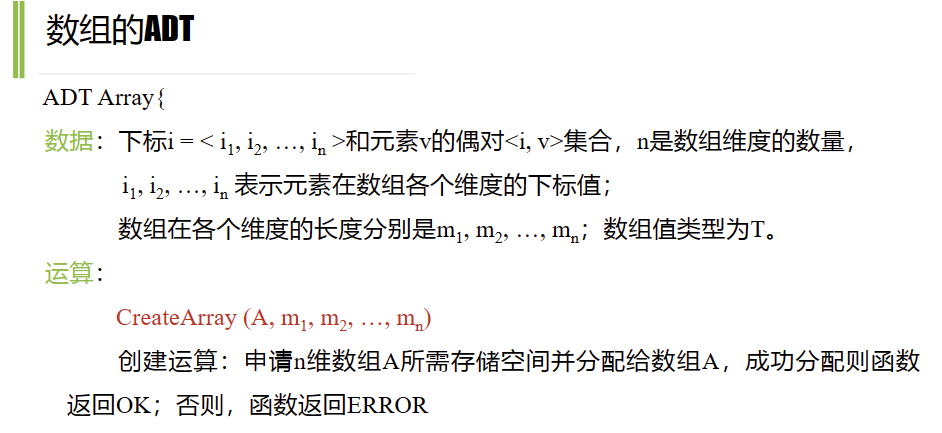 数组的ADT
ADT Array{
数据：下标i = < i1, i2, …, in >和元素v的偶对<i, v>集合，n是数组维度的数量，
i1, i2, …, in 表示元素在数组各个维度的下标值；
数组在各个维度的长度分别是m1, m2, …, mn；数组值类型为T。
运算：
CreateArray (A, m1, m2, …, mn)
创建运算：申请n维数组A所需存储空间并分配给数组A，成功分配则函数
返回OK；否则，函数返回ERROR